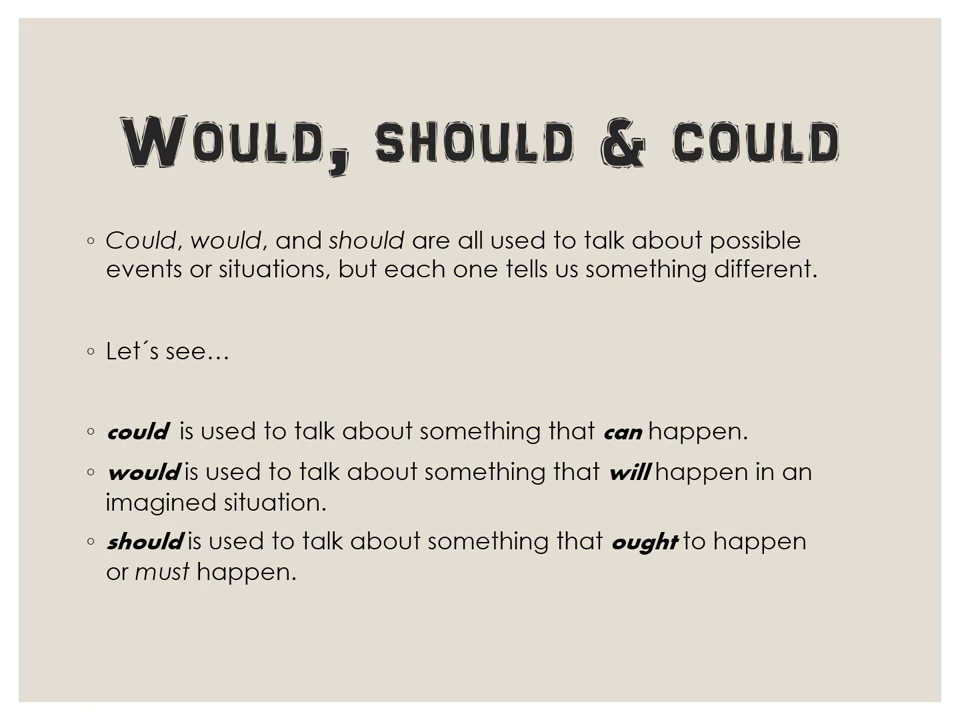 Would, should & could
◦ Could, would, and should are all used to talk about possible
events or situations, but each one tells us something different.
◦ Let´s see…
◦ could is used to talk about something that can happen.
◦ would is used to talk about something that will happen in an
imagined situation.
◦ should is used to talk about something that ought to happen
or must happen.